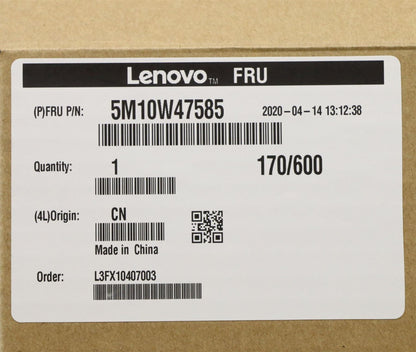 Lenovo™ FRU
(P)FRU P/N: 5M10W47585 2020-04-14 13:12:38
Quantity: 1 170/600
(4L)Origin: CN
Made in China
Order: L3FX10407003